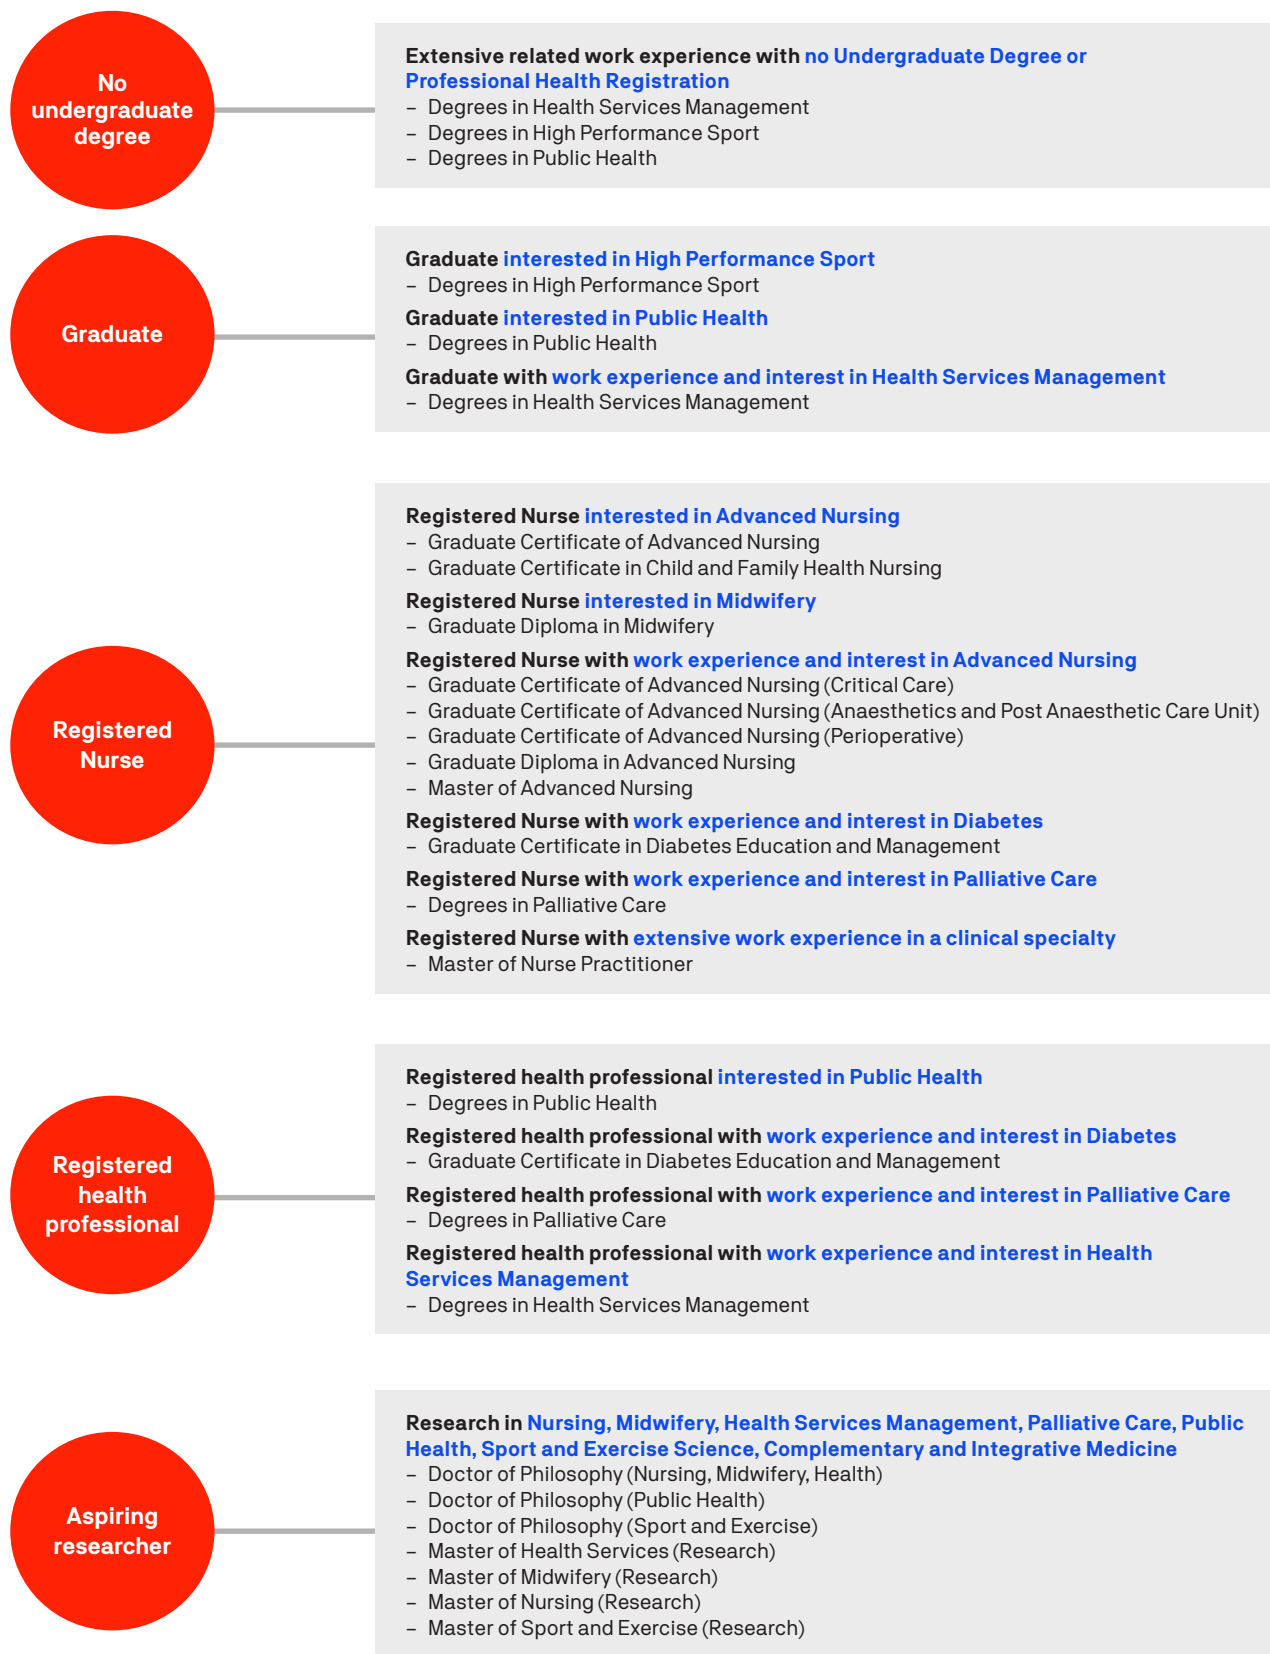 No
undergraduate
degree
Extensive related work experience with no Undergraduate Degree or
Professional Health Registration
– Degrees in Health Services Management
– Degrees in High Performance Sport
– Degrees in Public Health
Graduate
Graduate interested in High Performance Sport
– Degrees in High Performance Sport
Graduate interested in Public Health
– Degrees in Public Health
Graduate with work experience and interest in Health Services Management
– Degrees in Health Services Management
Registered
Nurse
Registered Nurse interested in Advanced Nursing
– Graduate Certificate of Advanced Nursing
– Graduate Certificate in Child and Family Health Nursing
Registered Nurse interested in Midwifery
– Graduate Diploma in Midwifery
Registered Nurse with work experience and interest in Advanced Nursing
– Graduate Certificate of Advanced Nursing (Critical Care)
– Graduate Certificate of Advanced Nursing (Anaesthetics and Post Anaesthetic Care Unit)
– Graduate Certificate of Advanced Nursing (Perioperative)
– Graduate Diploma in Advanced Nursing
– Master of Advanced Nursing
Registered Nurse with work experience and interest in Diabetes
– Graduate Certificate in Diabetes Education and Management
Registered Nurse with work experience and interest in Palliative Care
– Degrees in Palliative Care
Registered Nurse with extensive work experience in a clinical specialty
– Master of Nurse Practitioner
Registered
health
professional
Registered health professional interested in Public Health
– Degrees in Public Health
Registered health professional with work experience and interest in Diabetes
– Graduate Certificate in Diabetes Education and Management
Registered health professional with work experience and interest in Palliative Care
– Degrees in Palliative Care
Registered health professional with work experience and interest in Health
Services Management
– Degrees in Health Services Management
Aspiring
researcher
Research in Nursing, Midwifery, Health Services Management, Palliative Care, Public
Health, Sport and Exercise Science, Complementary and Integrative Medicine
– Doctor of Philosophy (Nursing, Midwifery, Health)
– Doctor of Philosophy (Public Health)
– Doctor of Philosophy (Sport and Exercise)
– Master of Health Services (Research)
– Master of Midwifery (Research)
– Master of Nursing (Research)
– Master of Sport and Exercise (Research)